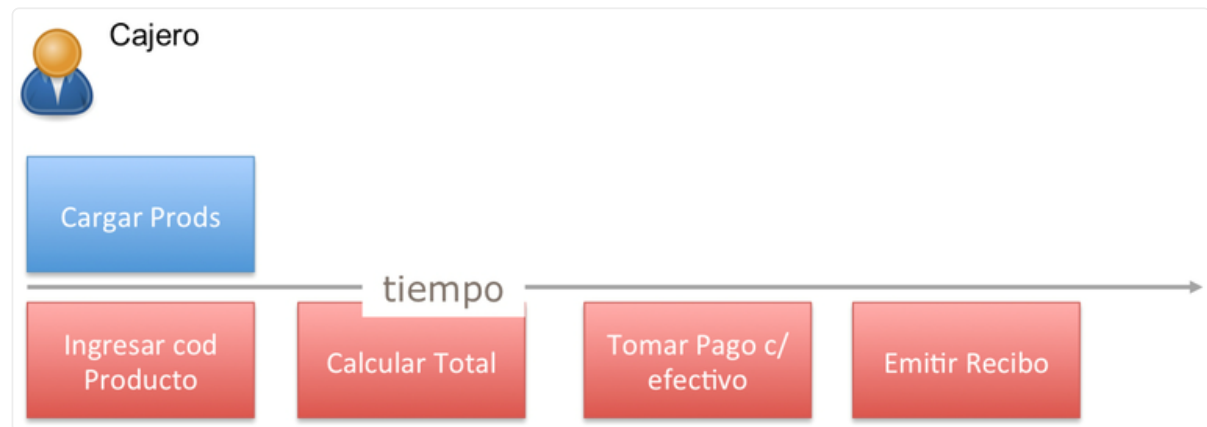 Cajero
Cargar Prods
tiempo
Ingresar cod
Producto
Calcular Total
Tomar Pago c/
efectivo
Emitir Recibo